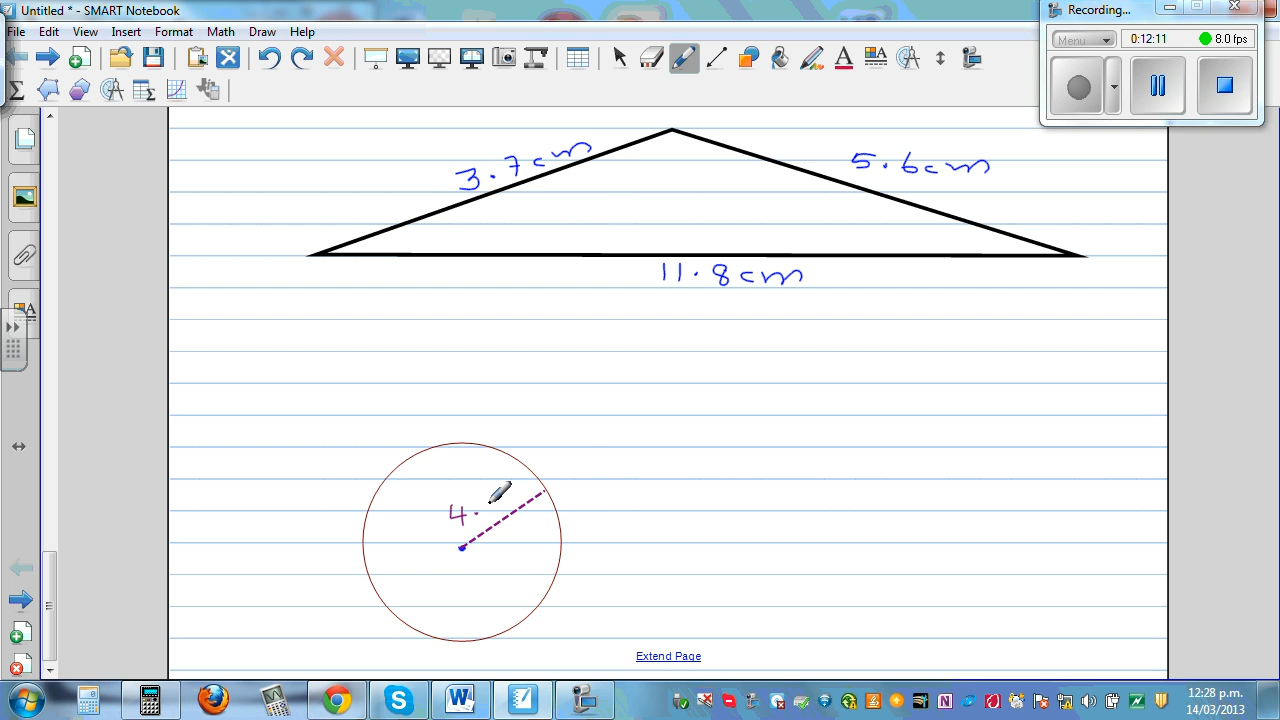 Untitled * - SMART Notebook
File Edit View Insert Format Math Draw Help
Recording...
Menu 0:12:11 8.0 fps
3.7cm
5.6cm
11.8cm
4.
Extend Page
12:28 p.m.
14/03/2013